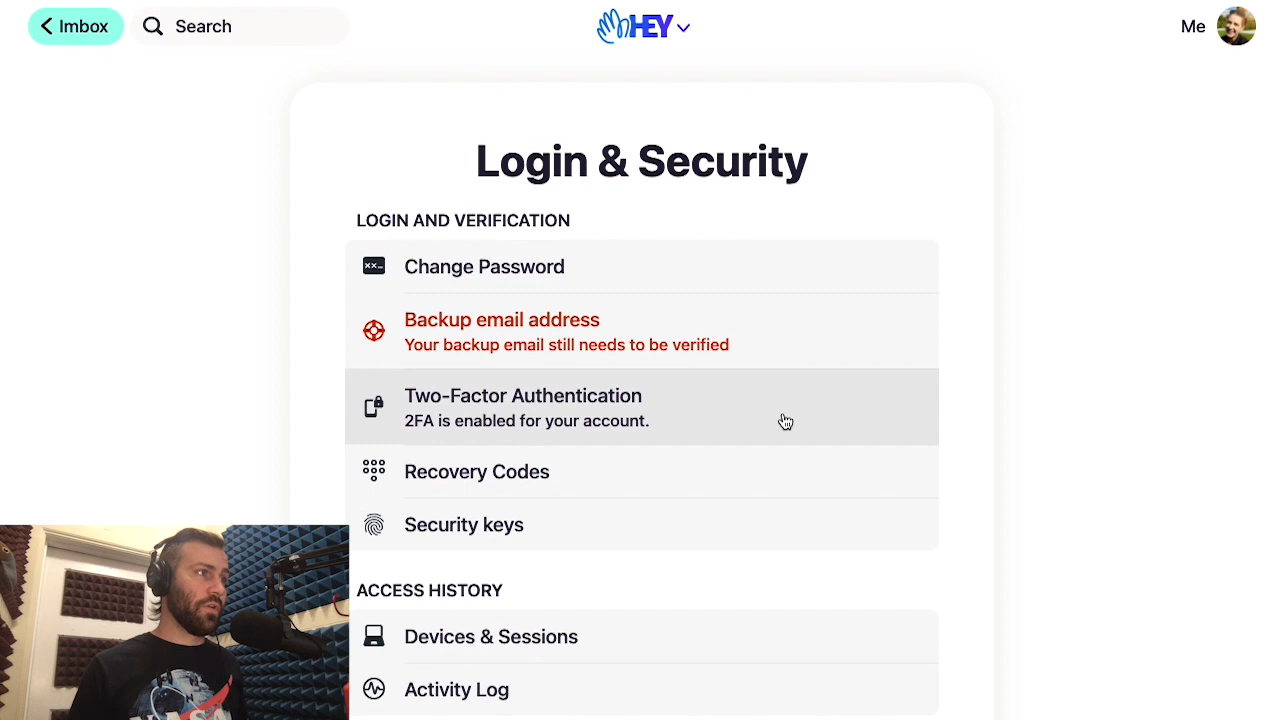 Imbox
Search
HEY
Me
Login & Security
LOGIN AND VERIFICATION
Change Password
Backup email address
Your backup email still needs to be verified
Two-Factor Authentication
2FA is enabled for your account.
Recovery Codes
Security keys
ACCESS HISTORY
Devices & Sessions
Activity Log
NASA